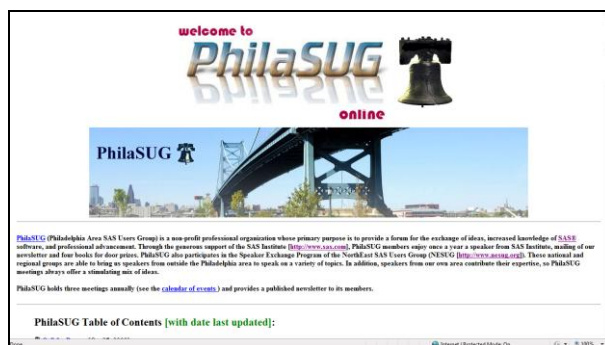 welcome to
PhilaSUG
online
PhilaSUG
PhilaSUG (Philadelphia Area SAS Users Group) is a non-profit professional organization whose primary purpose is to provide a forum for the exchange of ideas, increased knowledge of SAS®
software, and professional advancement. Through the generous support of the SAS Institute [http://www.sas.com], PhilaSUG members enjoy once a year a speaker from SAS Institute, mailing of our
newsletter and four books for door prizes. PhilaSUG also participates in the Speaker Exchange Program of the NorthEast SAS Users Group (NESUG [http://www.nesug.org]). These national and
regional groups are able to bring us speakers from outside the Philadelphia area to speak on a variety of topics. In addition, speakers from our own area contribute their expertise, so PhilaSUG
meetings always offer a stimulating mix of ideas.
PhilaSUG holds three meetings annually (see the calendar of events ) and provides a published newsletter to its members.
PhilaSUG Table of Contents [with date last updated]:
Done
Internet | Protected Mode: On
100%